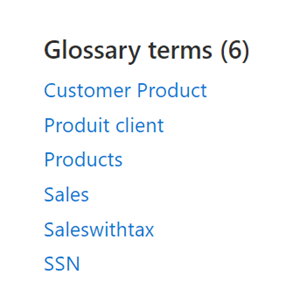 Glossary terms (6)
Customer Product
Produit client
Products
Sales
Saleswithtax
SSN